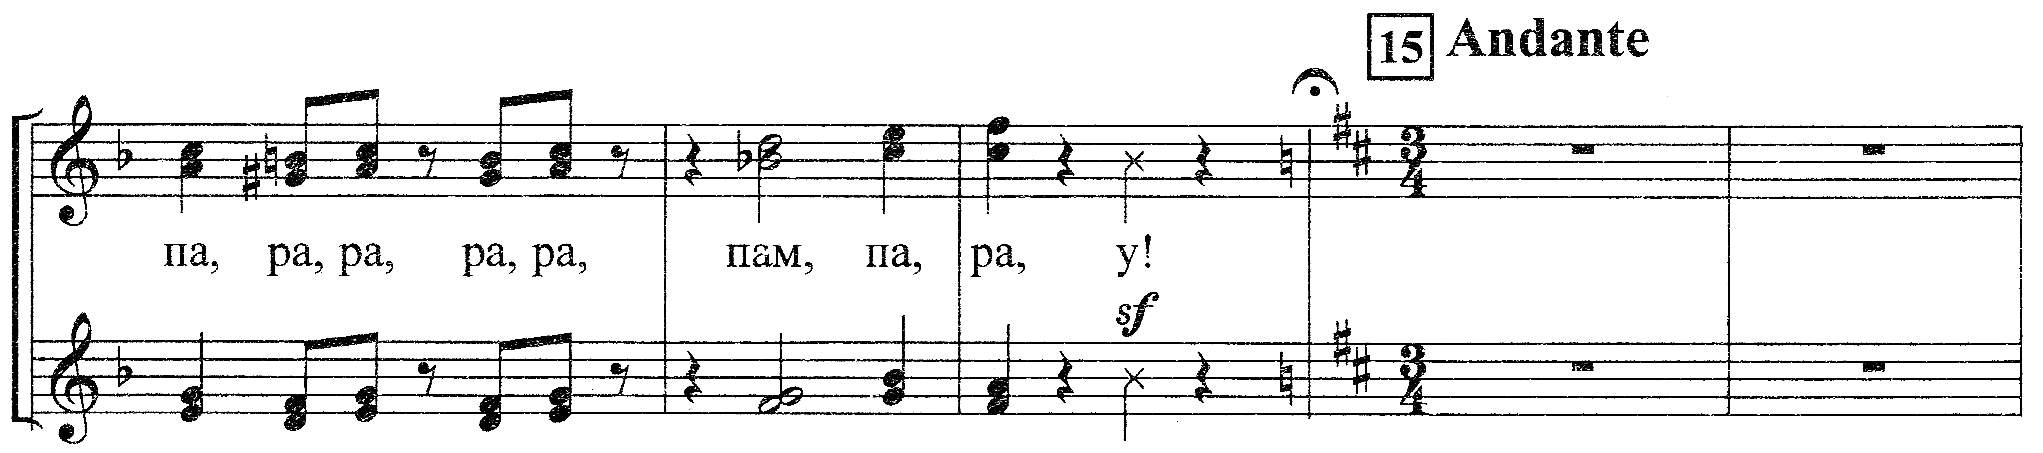 15 Andante
па, ра, ра, ра, ра, пам, па, ра, у!
sf